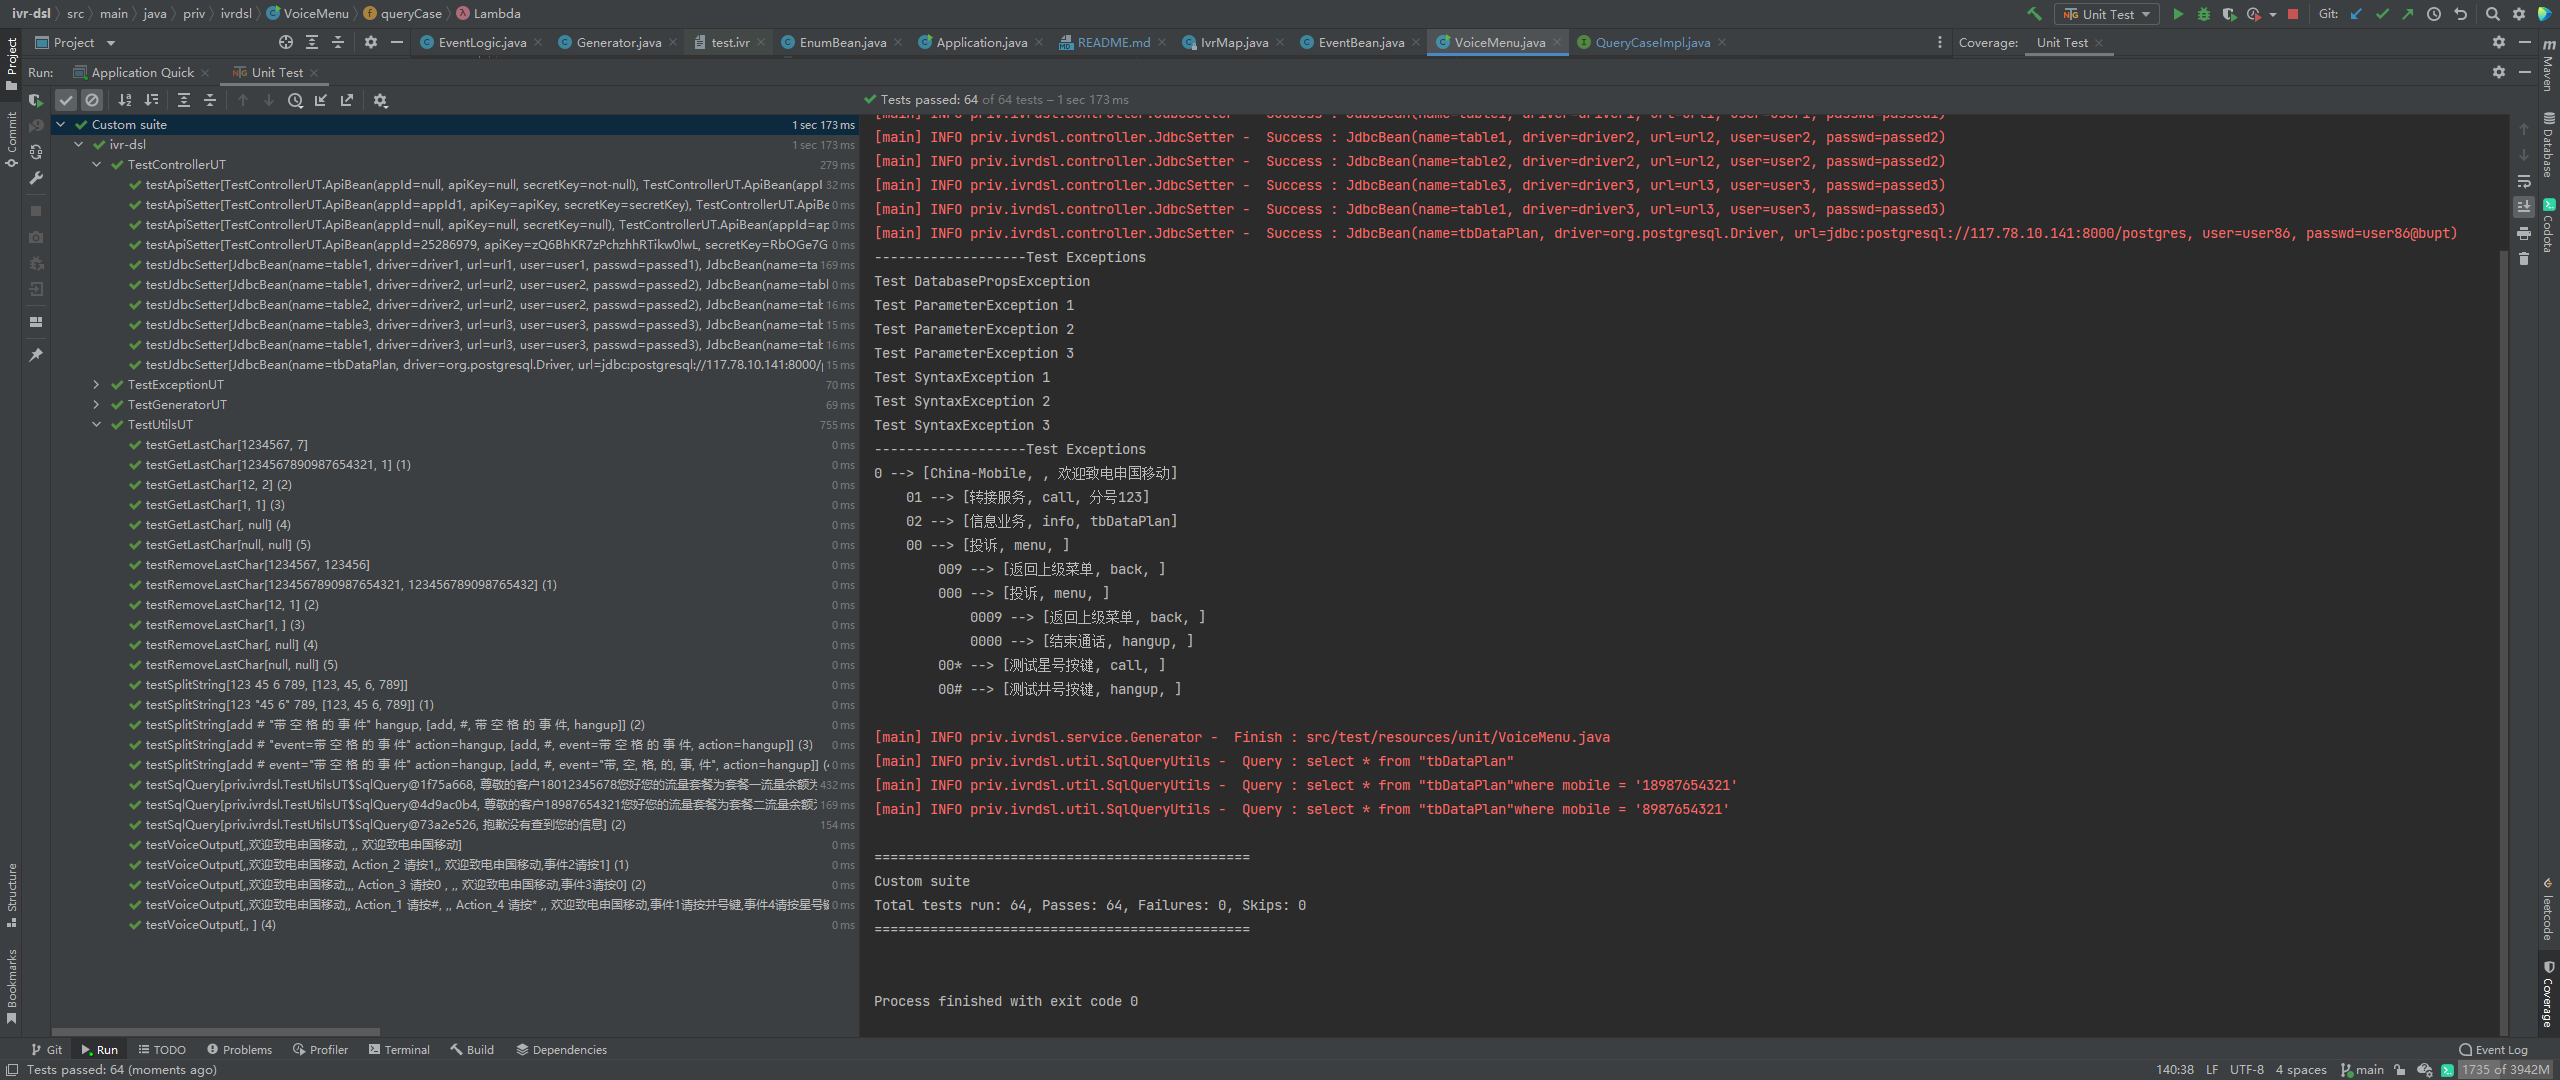 ivr-dsl src main java priv ivrdsl VoiceMenu queryCase Lambda Unit Test Git:
Project EventLogic.java Generator.java test.ivr EnumBean.java Application.java README.md IvrMap.java EventBean.java VoiceMenu.java QueryCaseImpl.java Coverage: Unit Test
Run: Application Quick Unit Test
Tests passed: 64 of 64 tests – 1 sec 173 ms
Custom suite 1 sec 173 ms
ivr-dsl 1 sec 173 ms
TestControllerUT 279 ms
testApiSetter[TestControllerUT.ApiBean(appId=null, apiKey=null, secretKey=not-null), TestControllerUT.ApiBean(appI 32 ms
testApiSetter[TestControllerUT.ApiBean(appId=appId1, apiKey=apiKey, secretKey=secretKey), TestControllerUT.ApiBe 0 ms
testApiSetter[TestControllerUT.ApiBean(appId=null, apiKey=null, secretKey=null), TestControllerUT.ApiBean(appId=ap 0 ms
testApiSetter[TestControllerUT.ApiBean(appId=25286979, apiKey=zQ6BhKR7zPchzhhRTikw0lwL, secretKey=RbOGe7G 0 ms
testJdbcSetter[JdbcBean(name=table1, driver=driver1, url=url1, user=user1, passwd=passed1), JdbcBean(name=ta 169 ms
testJdbcSetter[JdbcBean(name=table1, driver=driver2, url=url2, user=user2, passwd=passed2), JdbcBean(name=tabl 0 ms
testJdbcSetter[JdbcBean(name=table2, driver=driver2, url=url2, user=user2, passwd=passed2), JdbcBean(name=tab 16 ms
testJdbcSetter[JdbcBean(name=table3, driver=driver3, url=url3, user=user3, passwd=passed3), JdbcBean(name=tab 15 ms
testJdbcSetter[JdbcBean(name=table1, driver=driver3, url=url3, user=user3, passwd=passed3), JdbcBean(name=tab 16 ms
testJdbcSetter[JdbcBean(name=tbDataPlan, driver=org.postgresql.Driver, url=jdbc:postgresql://117.78.10.141:8000/p 15 ms
TestExceptionUT 70 ms
TestGeneratorUT 69 ms
TestUtilsUT 755 ms
testGetLastChar[1234567, 7] 0 ms
testGetLastChar[1234567890987654321, 1] (1) 0 ms
testGetLastChar[12, 2] (2) 0 ms
testGetLastChar[1, 1] (3) 0 ms
testGetLastChar[, null] (4) 0 ms
testGetLastChar[null, null] (5) 0 ms
testRemoveLastChar[1234567, 123456] 0 ms
testRemoveLastChar[1234567890987654321, 123456789098765432] (1) 0 ms
testRemoveLastChar[12, 1] (2) 0 ms
testRemoveLastChar[1, ] (3) 0 ms
testRemoveLastChar[, null] (4) 0 ms
testRemoveLastChar[null, null] (5) 0 ms
testSplitString[123 45 6 789, [123, 45, 6, 789]] 0 ms
testSplitString[123 "45 6" 789, [123, 45 6, 789]] (1) 0 ms
testSplitString[add # "带 空 格 的 事 件" hangup, [add, #, 带 空 格 的 事 件, hangup]] (2) 0 ms
testSplitString[add # "event=带 空 格 的 事 件" action=hangup, [add, #, event=带 空 格 的 事 件, action=hangup]] (3) 0 ms
testSplitString[add # event="带 空 格 的 事 件" action=hangup, [add, #, event="带, 空, 格, 的, 事, 件", action=hangup]] (4 0 ms
testSqlQuery[priv.ivrdsl.TestUtilsUT$SqlQuery@1f75a668, 尊敬的客户18012345678您好您的流量套餐为套餐一流量余额为 432 ms
testSqlQuery[priv.ivrdsl.TestUtilsUT$SqlQuery@4d9ac0b4, 尊敬的客户18987654321您好您的流量套餐为套餐二流量余额为 169 ms
testSqlQuery[priv.ivrdsl.TestUtilsUT$SqlQuery@73a2e526, 抱歉没有查到您的信息] (2) 154 ms
testVoiceOutput[,,欢迎致电中国移动, ,, 欢迎致电中国移动] 0 ms
testVoiceOutput[,,欢迎致电中国移动, Action_2 请按1,, 欢迎致电中国移动,事件2请按1] (1) 0 ms
testVoiceOutput[,,欢迎致电中国移动,,, Action_3 请按0 , ,, 欢迎致电中国移动,事件3请按0] (2) 0 ms
testVoiceOutput[,,欢迎致电中国移动,, Action_1 请按#, ,, Action_4 请按* ,, 欢迎致电中国移动,事件1请按井号键,事件4请按星号键 0 ms
testVoiceOutput[,, ] (4) 0 ms
[main] INFO priv.ivrdsl.controller.JdbcSetter - Success : JdbcBean(name=table1, driver=driver1, url=url1, user=user1, passwd=passed1)
[main] INFO priv.ivrdsl.controller.JdbcSetter - Success : JdbcBean(name=table1, driver=driver2, url=url2, user=user2, passwd=passed2)
[main] INFO priv.ivrdsl.controller.JdbcSetter - Success : JdbcBean(name=table2, driver=driver2, url=url2, user=user2, passwd=passed2)
[main] INFO priv.ivrdsl.controller.JdbcSetter - Success : JdbcBean(name=table3, driver=driver3, url=url3, user=user3, passwd=passed3)
[main] INFO priv.ivrdsl.controller.JdbcSetter - Success : JdbcBean(name=table1, driver=driver3, url=url3, user=user3, passwd=passed3)
[main] INFO priv.ivrdsl.controller.JdbcSetter - Success : JdbcBean(name=tbDataPlan, driver=org.postgresql.Driver, url=jdbc:postgresql://117.78.10.141:8000/postgres, user=user86, passwd=user86@bupt)
-------------------Test Exceptions
Test DatabasePropsException
Test ParameterException 1
Test ParameterException 2
Test ParameterException 3
Test SyntaxException 1
Test SyntaxException 2
Test SyntaxException 3
-------------------Test Exceptions
0 --> [China-Mobile, , 欢迎致电中国移动]
01 --> [转接服务, call, 分号123]
02 --> [信息业务, info, tbDataPlan]
00 --> [投诉, menu, ]
009 --> [返回上级菜单, back, ]
000 --> [投诉, menu, ]
0009 --> [返回上级菜单, back, ]
0000 --> [结束通话, hangup, ]
00* --> [测试星号按键, call, ]
00# --> [测试井号按键, hangup, ]
[main] INFO priv.ivrdsl.service.Generator - Finish : src/test/resources/unit/VoiceMenu.java
[main] INFO priv.ivrdsl.util.SqlQueryUtils - Query : select * from "tbDataPlan"
[main] INFO priv.ivrdsl.util.SqlQueryUtils - Query : select * from "tbDataPlan"where mobile = '18987654321'
[main] INFO priv.ivrdsl.util.SqlQueryUtils - Query : select * from "tbDataPlan"where mobile = '8987654321'
===============================================
Custom suite
Total tests run: 64, Passes: 64, Failures: 0, Skips: 0
===============================================
Process finished with exit code 0
Project
Commit
Structure
Bookmarks
Maven
Database
Codota
leetcode
Coverage
Git Run TODO Problems Profiler Terminal Build Dependencies Event Log
Tests passed: 64 (moments ago) 140:38 LF UTF-8 4 spaces main 1735 of 3942M